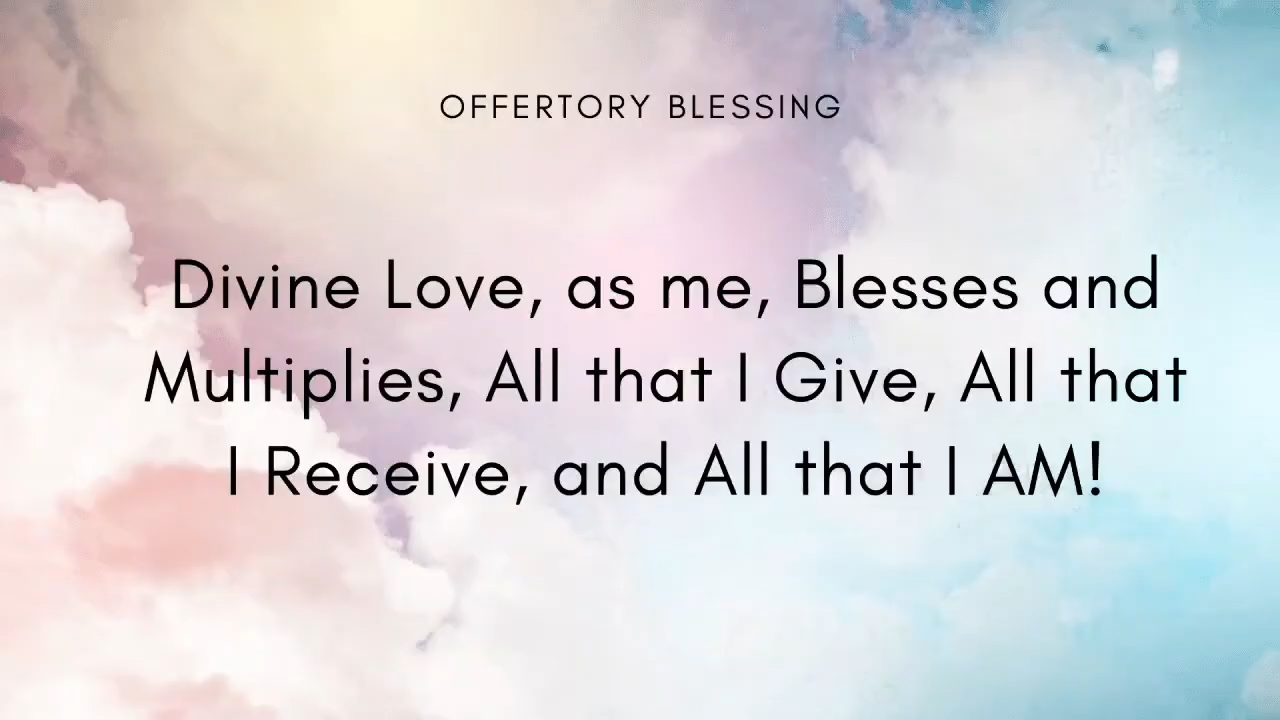 OFFERTORY BLESSING
Divine Love, as me, Blesses and
Multiplies, All that I Give, All that
I Receive, and All that I AM!